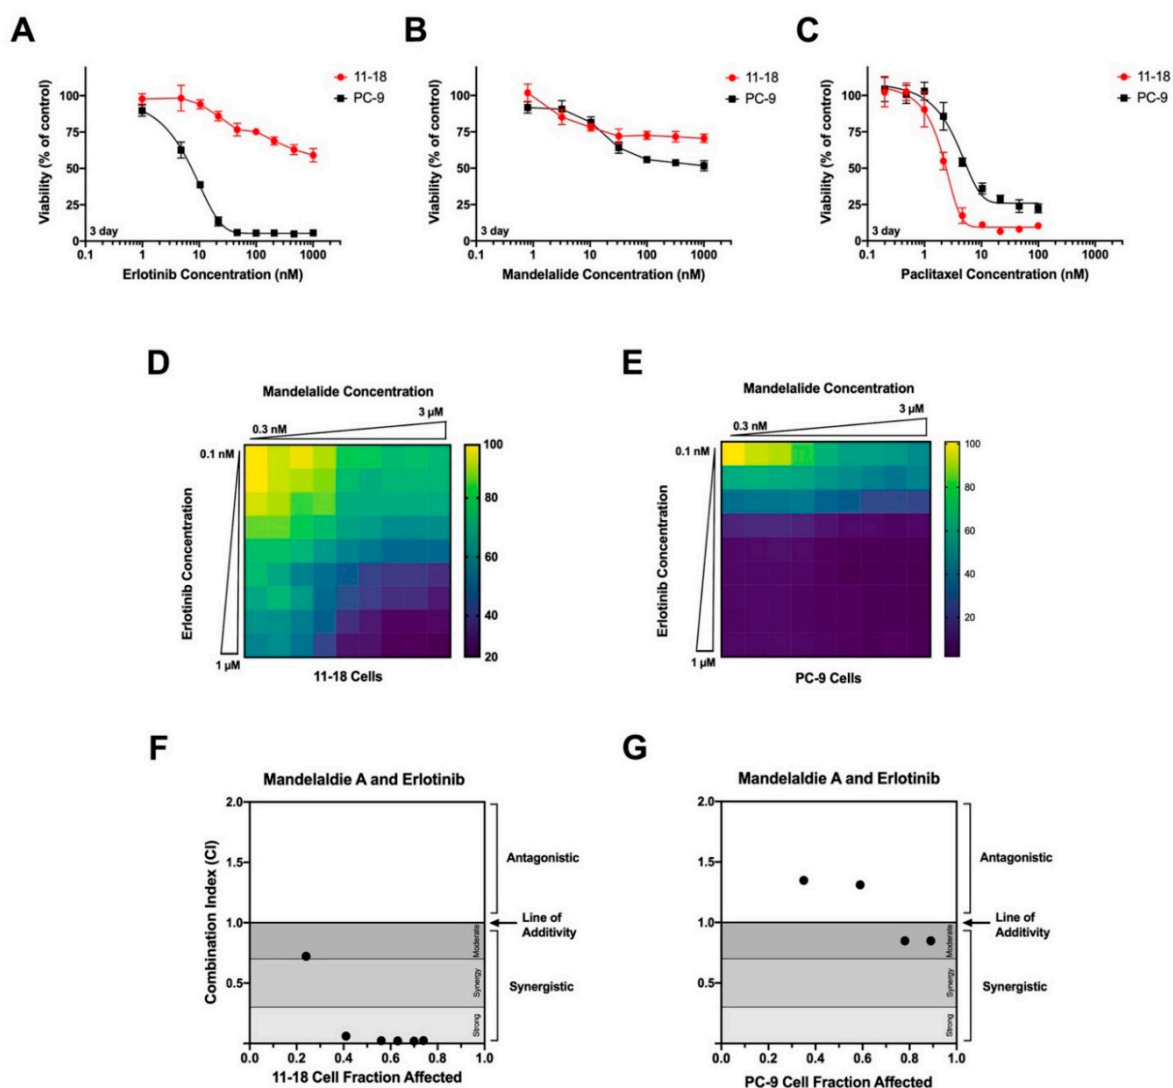 A
B
C
11-18
PC-9
11-18
PC-9
11-18
PC-9
Viability (% of control)
100
75
50
25
0
3 day
0.1 1 10 100 1000
Erlotinib Concentration (nM)
Viability (% of control)
100
75
50
25
0
3 day
0.1 1 10 100 1000
Mandelalide Concentration (nM)
Viability (% of control)
100
75
50
25
0
3 day
0.1 1 10 100 1000
Paclitaxel Concentration (nM)
D
Mandelalide Concentration
0.3 nM
3 µM
0.1 nM
Erlotinib Concentration
1 µM
100
80
60
40
20
11-18 Cells
E
Mandelalide Concentration
0.3 nM
3 µM
0.1 nM
Erlotinib Concentration
1 µM
100
80
60
40
20
PC-9 Cells
F
Mandelaldie A and Erlotinib
Combination Index (CI)
2.0
1.5
1.0
0.5
0.0 0.2 0.4 0.6 0.8 1.0
11-18 Cell Fraction Affected
Antagonistic
Line of
Additivity
Synergistic
Moderate
Synergy
Strong
G
Mandelaldie A and Erlotinib
2.0
1.5
1.0
0.5
0.0 0.2 0.4 0.6 0.8 1.0
PC-9 Cell Fraction Affected
Antagonistic
Line of
Additivity
Synergistic
Moderate
Synergy
Strong